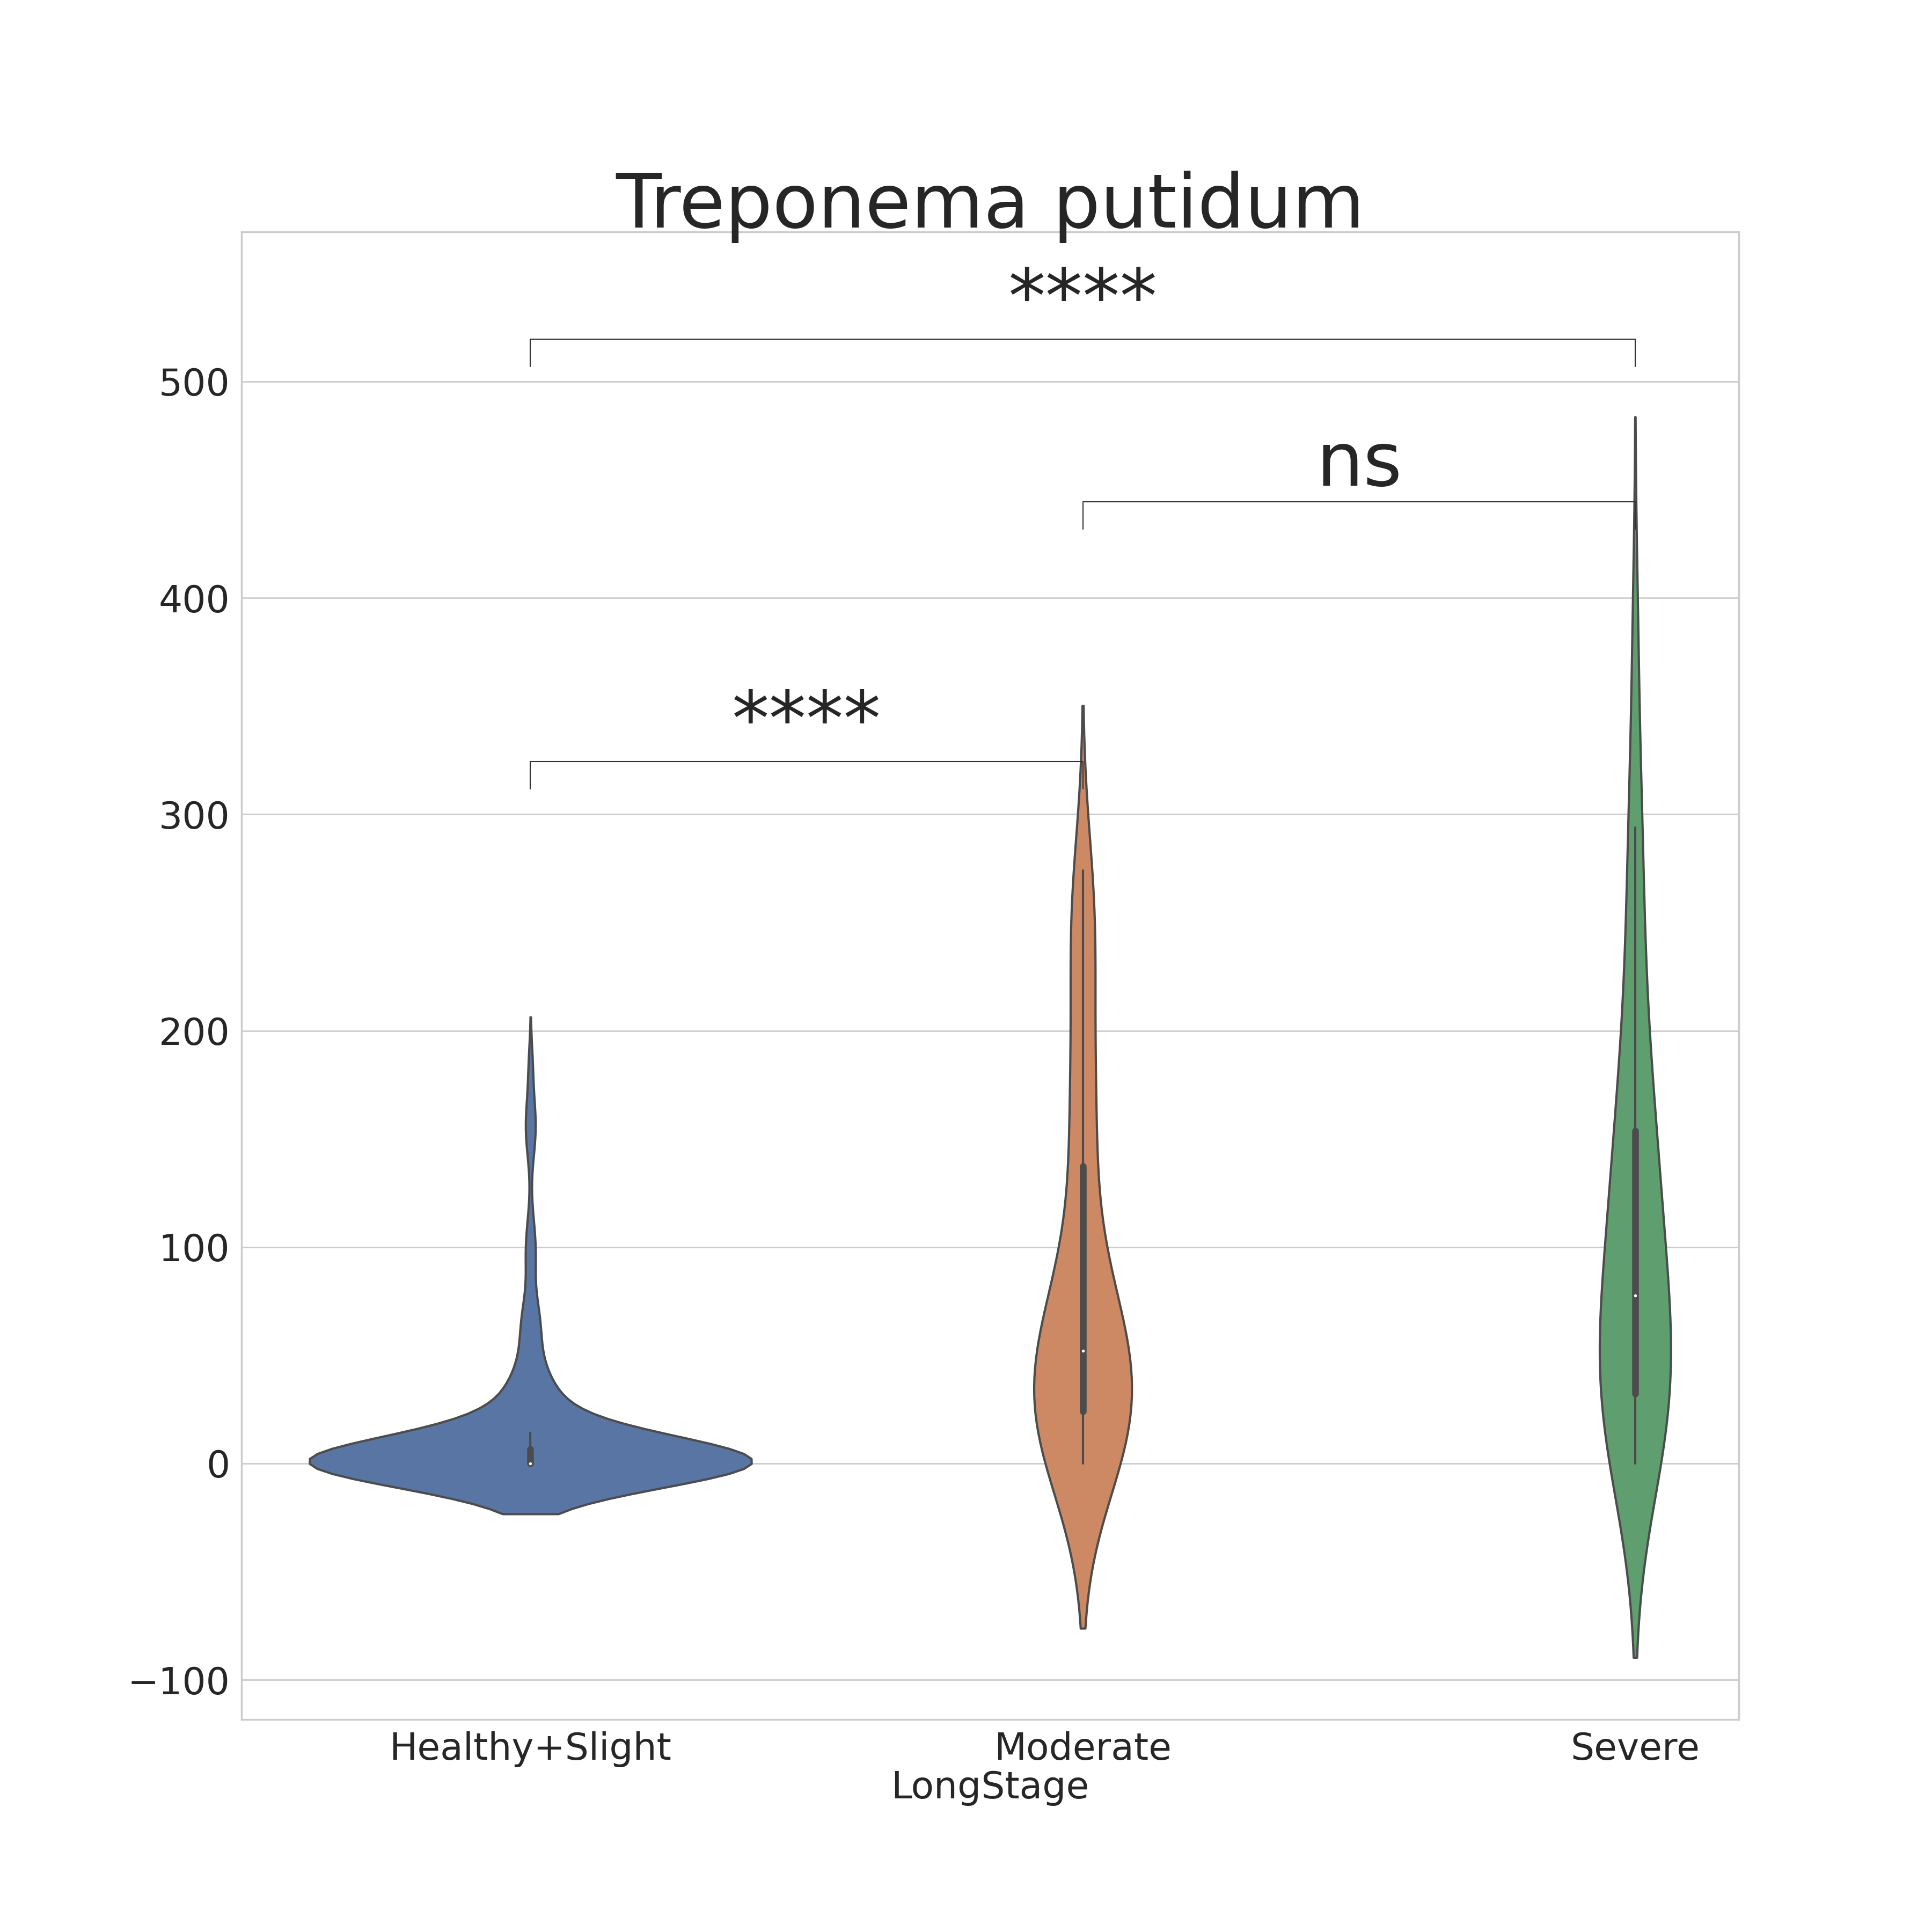 Treponema putidum
****
500
ns
400
****
300
200
100
0
−100
Healthy+Slight Moderate Severe
LongStage